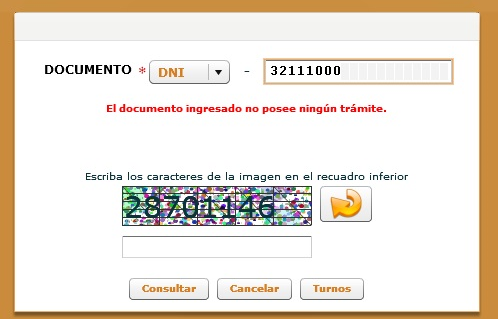 DOCUMENTO * DNI - 32111000
El documento ingresado no posee ningún trámite.
Escriba los caracteres de la imagen en el recuadro inferior
28701146
Consultar Cancelar Turnos